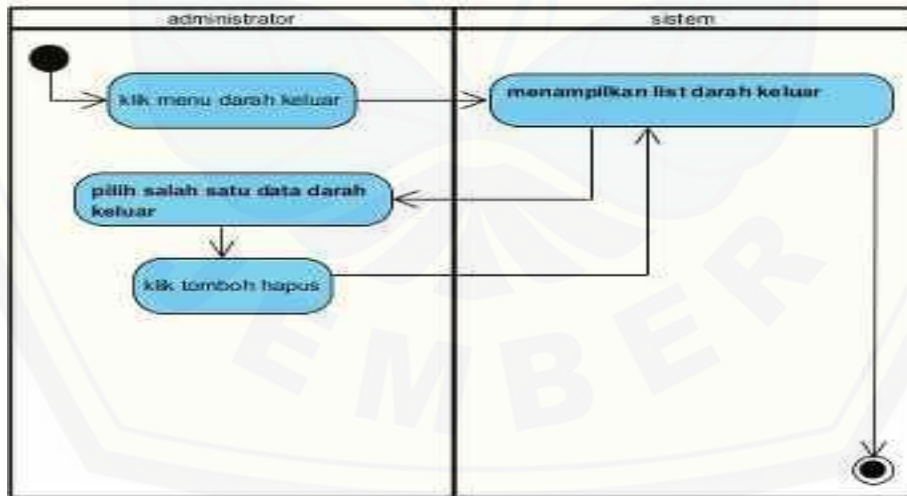 administrator
sistem
klik menu darah keluar
menampilkan list darah keluar
pilih salah satu data darah
keluar
klik tomboh hapus
EMBER